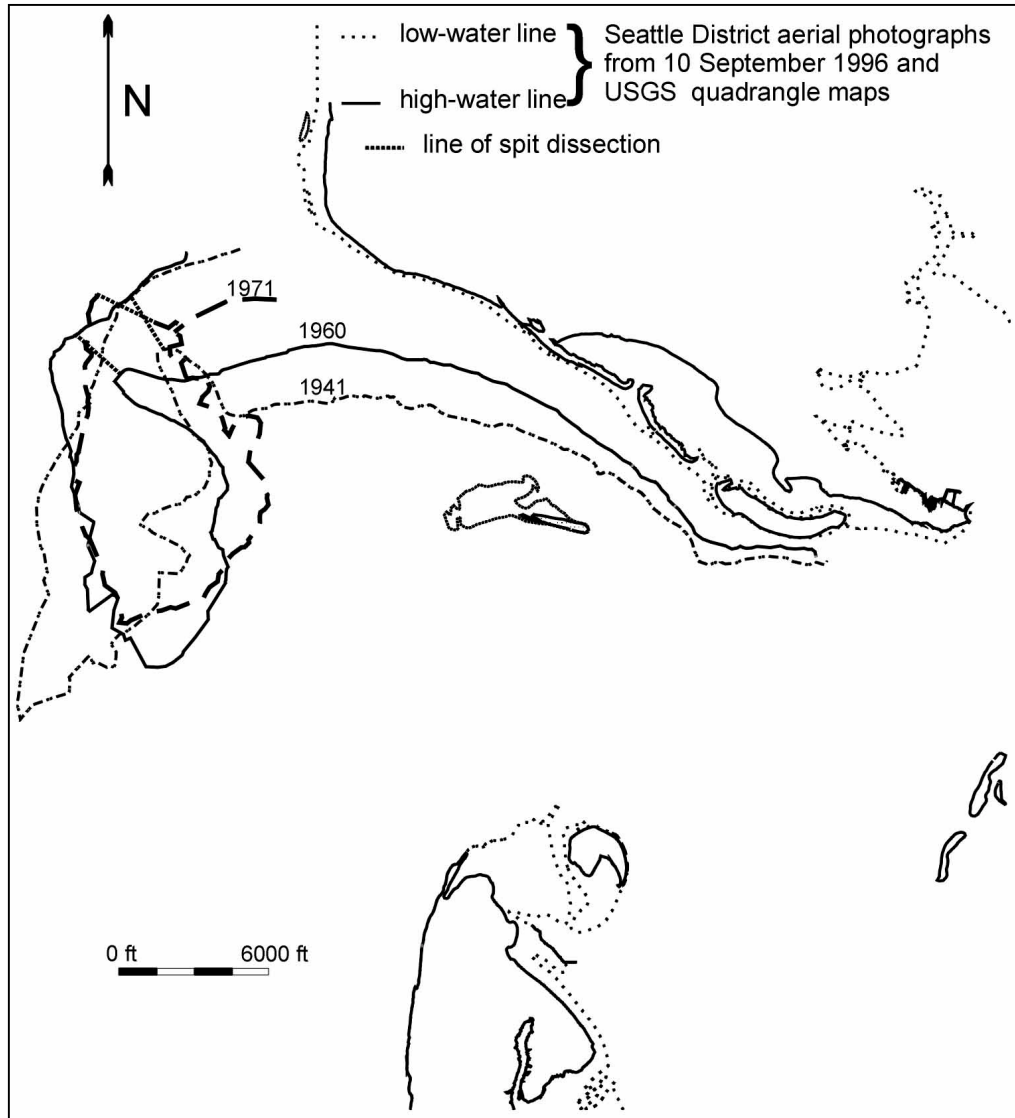 low-water line
high-water line
line of spit dissection
Seattle District aerial photographs
from 10 September 1996 and
USGS quadrangle maps
N
1971
1960
1941
0 ft 6000 ft